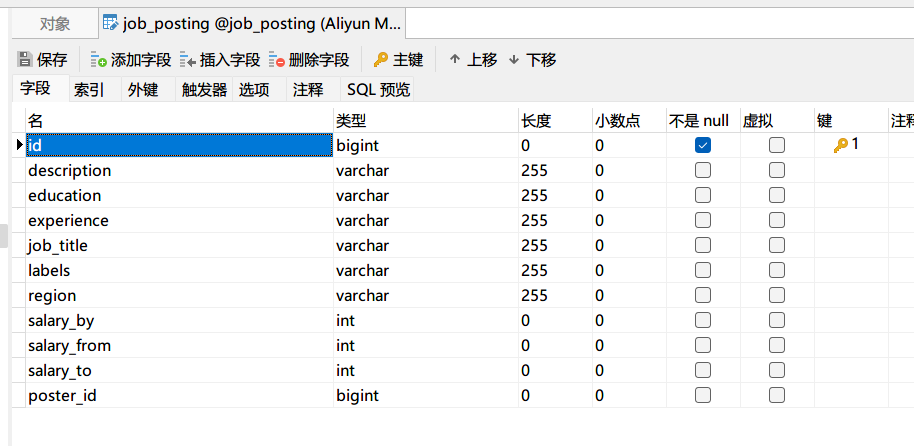 对象 job_posting @job_posting (Aliyun M...
保存 添加字段 插入字段 删除字段 主键 上移 下移
字段 索引 外键 触发器 选项 注释 SQL 预览
名 类型 长度 小数点 不是 null 虚拟 键 注释
id bigint 0 0 1
description varchar 255 0
education varchar 255 0
experience varchar 255 0
job_title varchar 255 0
labels varchar 255 0
region varchar 255 0
salary_by int 0 0
salary_from int 0 0
salary_to int 0 0
poster_id bigint 0 0